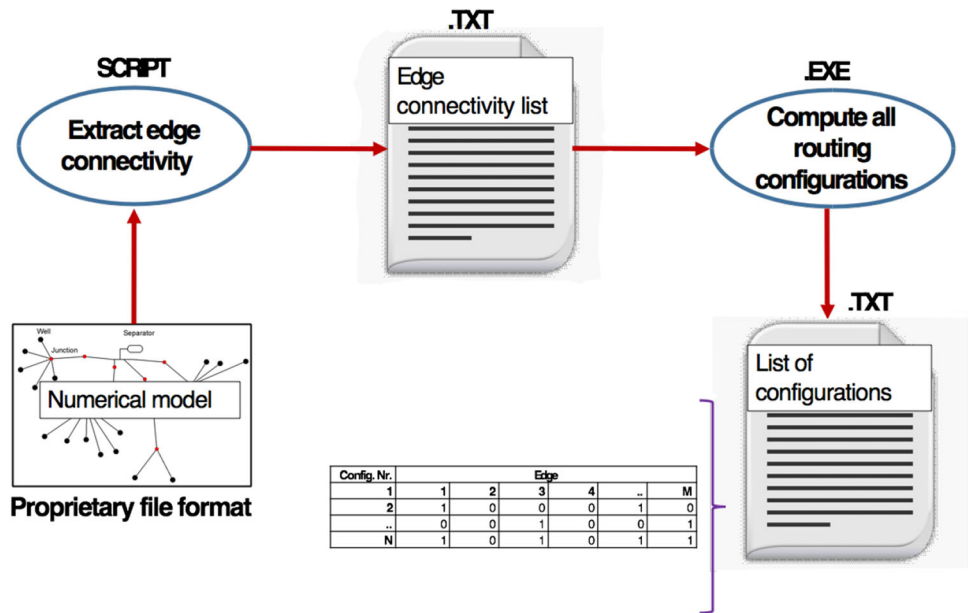 .TXT
SCRIPT
Edge
connectivity list
.EXE
Extract edge
connectivity
Compute all
routing
configurations
.TXT
Well
Separator
Junction
Numerical model
Proprietary file format
List of
configurations
Config. Nr. Edge
1 1 2 3 4 .. M
2 1 0 0 0 1 0
.. 0 0 1 0 0 1
N 1 0 1 0 1 1